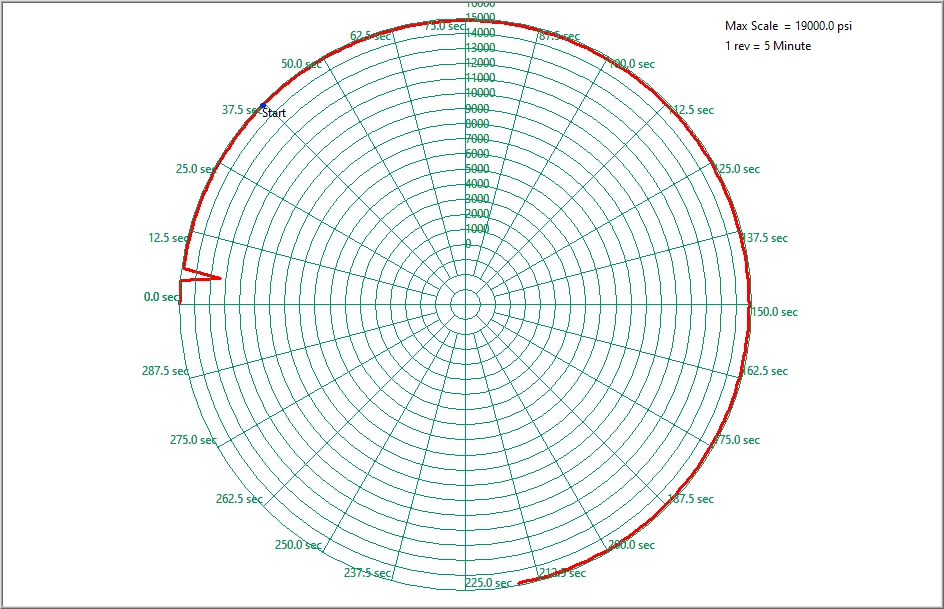 Max Scale = 19000.0 psi
1 rev = 5 Minute
16000
15000
75.0 sec
14000
62.5 sec
87.5 sec
13000
12000
50.0 sec
100.0 sec
11000
10000
37.5 sec
Start
9000
112.5 sec
8000
7000
6000
25.0 sec
5000
125.0 sec
4000
3000
2000
1000
12.5 sec
0
137.5 sec
0.0 sec
150.0 sec
287.5 sec
162.5 sec
275.0 sec
175.0 sec
262.5 sec
187.5 sec
250.0 sec
200.0 sec
237.5 sec
225.0 sec
212.5 sec